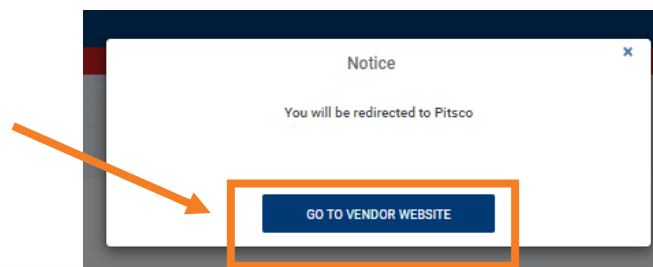 Notice
×
You will be redirected to Pitsco
GO TO VENDOR WEBSITE